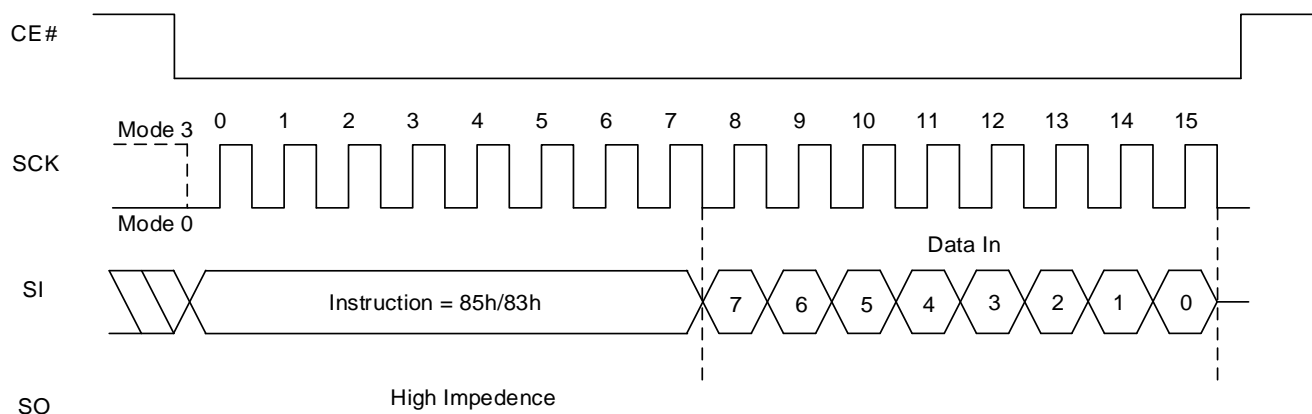 CE#
0 1 2 3 4 5 6 7 8 9 10 11 12 13 14 15
Mode 3
SCK
Mode 0
Data In
SI
Instruction = 85h/83h
7 6 5 4 3 2 1 0
High Impedence
SO